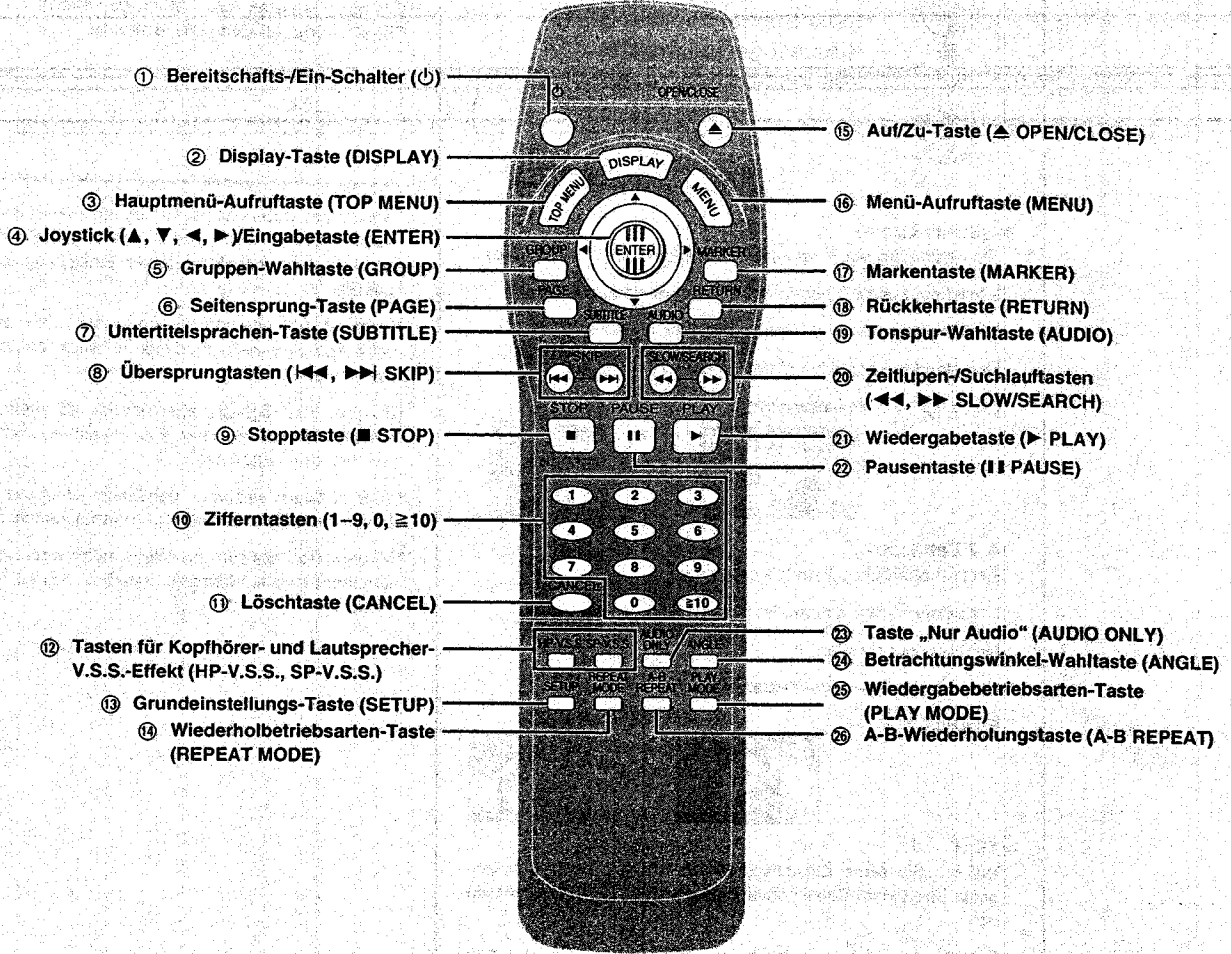 ① Bereitschafts-/Ein-Schalter (⏻)
② Display-Taste (DISPLAY)
③ Hauptmenü-Aufruftaste (TOP MENU)
④ Joystick (▲, ▼, ◄, ►)/Eingabetaste (ENTER)
⑤ Gruppen-Wahltaste (GROUP)
⑥ Seitensprung-Taste (PAGE)
⑦ Untertitelsprachen-Taste (SUBTITLE)
⑧ Übersprungtasten (|◄◄, ►►| SKIP)
⑨ Stopptaste (■ STOP)
⑩ Zifferntasten (1–9, 0, ≧10)
⑪ Löschtaste (CANCEL)
⑫ Tasten für Kopfhörer- und Lautsprecher-
V.S.S.-Effekt (HP-V.S.S., SP-V.S.S.)
⑬ Grundeinstellungs-Taste (SETUP)
⑭ Wiederholbetriebsarten-Taste
(REPEAT MODE)
⏻
OPEN/CLOSE
DISPLAY
TOP MENU
MENU
ENTER
GROUP
MARKER
PAGE
RETURN
SUBTITLE
AUDIO
SKIP
SLOW/SEARCH
STOP
PAUSE
PLAY
1 2 3
4 5 6
7 8 9
CANCEL
0 ≧10
HP-V.S.S.
SP-V.S.S.
AUDIO
ONLY
ANGLE
SETUP
REPEAT
MODE
A-B
REPEAT
PLAY
MODE
⑮ Auf/Zu-Taste (⏏ OPEN/CLOSE)
⑯ Menü-Aufruftaste (MENU)
⑰ Markentaste (MARKER)
⑱ Rückkehrtaste (RETURN)
⑲ Tonspur-Wahltaste (AUDIO)
⑳ Zeitlupen-/Suchlauftasten
(◄◄, ►► SLOW/SEARCH)
㉑ Wiedergabetaste (► PLAY)
㉒ Pausentaste (❚❚ PAUSE)
㉓ Taste „Nur Audio“ (AUDIO ONLY)
㉔ Betrachtungswinkel-Wahltaste (ANGLE)
㉕ Wiedergabebetriebsarten-Taste
(PLAY MODE)
㉖ A-B-Wiederholungstaste (A-B REPEAT)